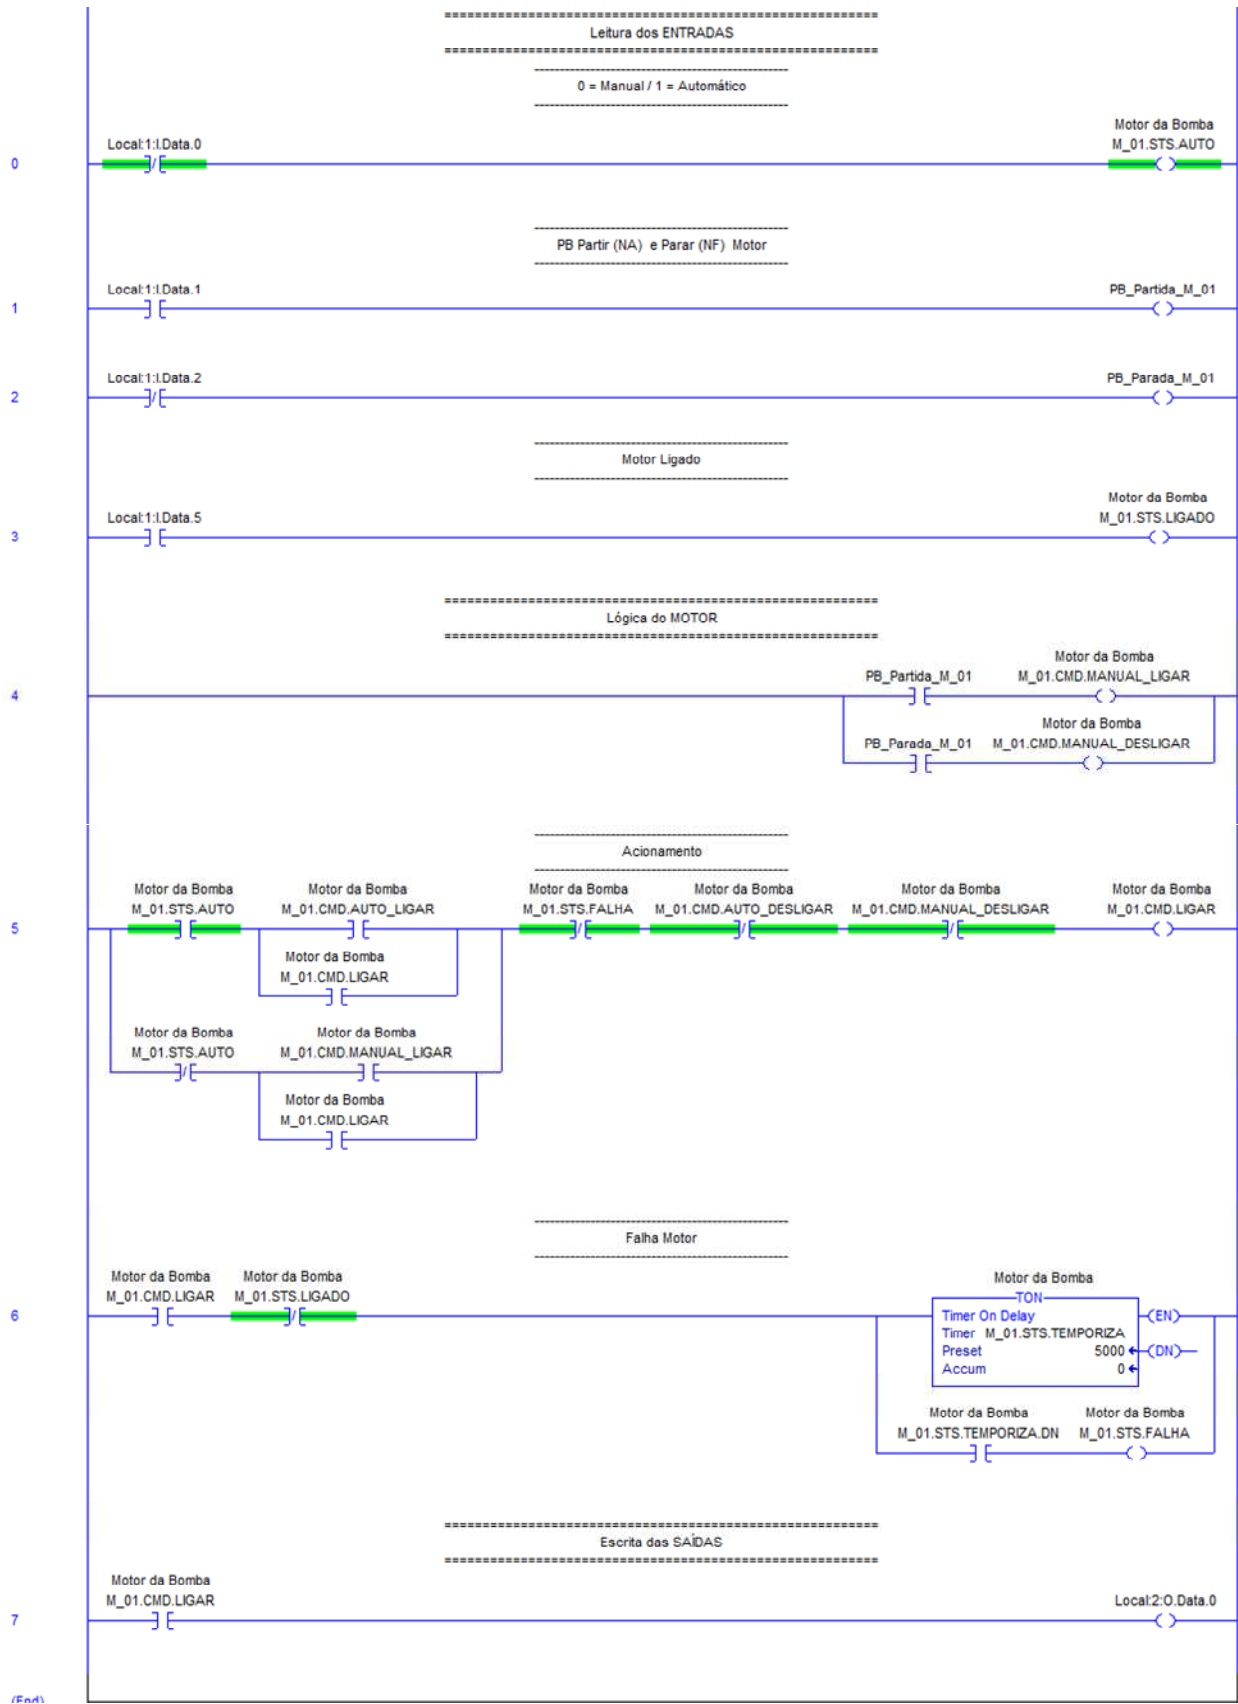 ========================================================
Leitura dos ENTRADAS
========================================================
--------------------------------------------------
0 = Manual / 1 = Automático
--------------------------------------------------
Motor da Bomba
Local:1:I.Data.0 M_01.STS.AUTO
0
--------------------------------------------------
PB Partir (NA) e Parar (NF) Motor
--------------------------------------------------
Local:1:I.Data.1 PB_Partida_M_01
1
Local:1:I.Data.2 PB_Parada_M_01
2
--------------------------------------------------
Motor Ligado
--------------------------------------------------
Motor da Bomba
Local:1:I.Data.5 M_01.STS.LIGADO
3
========================================================
Lógica do MOTOR
========================================================
Motor da Bomba
PB_Partida_M_01 M_01.CMD.MANUAL_LIGAR
4
Motor da Bomba
PB_Parada_M_01 M_01.CMD.MANUAL_DESLIGAR
--------------------------------------------------
Acionamento
--------------------------------------------------
Motor da Bomba Motor da Bomba Motor da Bomba Motor da Bomba Motor da Bomba Motor da Bomba
M_01.STS.AUTO M_01.CMD.AUTO_LIGAR M_01.STS.FALHA M_01.CMD.AUTO_DESLIGAR M_01.CMD.MANUAL_DESLIGAR M_01.CMD.LIGAR
5
Motor da Bomba
M_01.CMD.LIGAR
Motor da Bomba Motor da Bomba
M_01.STS.AUTO M_01.CMD.MANUAL_LIGAR
Motor da Bomba
M_01.CMD.LIGAR
--------------------------------------------------
Falha Motor
--------------------------------------------------
Motor da Bomba Motor da Bomba Motor da Bomba
M_01.CMD.LIGAR M_01.STS.LIGADO TON
6 Timer On Delay EN
Timer M_01.STS.TEMPORIZA
Preset 5000 DN
Accum 0
Motor da Bomba Motor da Bomba
M_01.STS.TEMPORIZA.DN M_01.STS.FALHA
========================================================
Escrita das SAÍDAS
========================================================
Motor da Bomba
M_01.CMD.LIGAR Local:2:O.Data.0
7
(End)